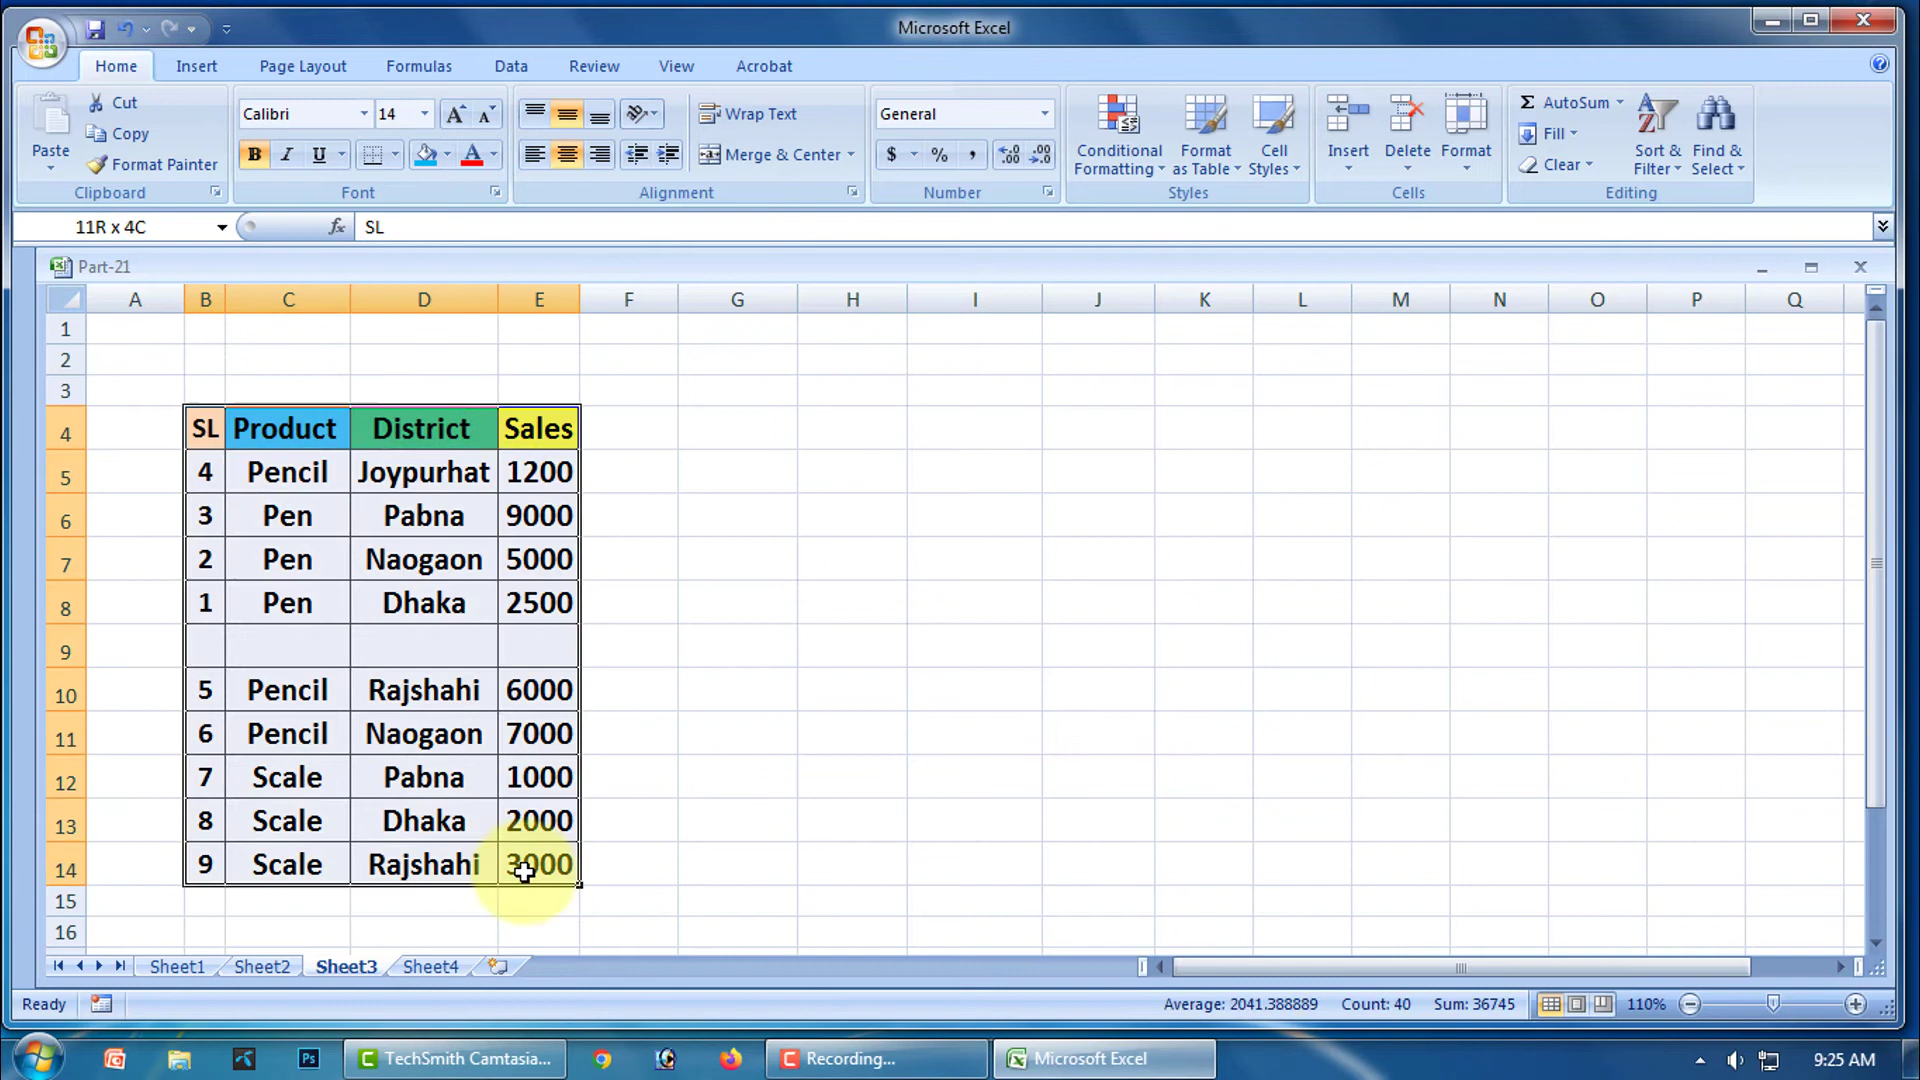 Microsoft Excel
Home Insert Page Layout Formulas Data Review View Acrobat
Paste Cut Copy Format Painter
Calibri 14
B I U A
Wrap Text
Merge & Center
General
$ % ,
Conditional Formatting Format as Table Cell Styles
Insert Delete Format
Σ AutoSum
Fill
Clear
Sort & Filter Find & Select
Clipboard Font Alignment Number Styles Cells Editing
11R x 4C fx SL
Part-21
A B C D E F G H I J K L M N O P Q
1
2
3
4 SL Product District Sales
5 4 Pencil Joypurhat 1200
6 3 Pen Pabna 9000
7 2 Pen Naogaon 5000
8 1 Pen Dhaka 2500
9
10 5 Pencil Rajshahi 6000
11 6 Pencil Naogaon 7000
12 7 Scale Pabna 1000
13 8 Scale Dhaka 2000
14 9 Scale Rajshahi 3000
15
16
Sheet1 Sheet2 Sheet3 Sheet4
Ready Average: 2041.388889 Count: 40 Sum: 36745 110%
Ps TechSmith Camtasia... Recording... Microsoft Excel 9:25 AM